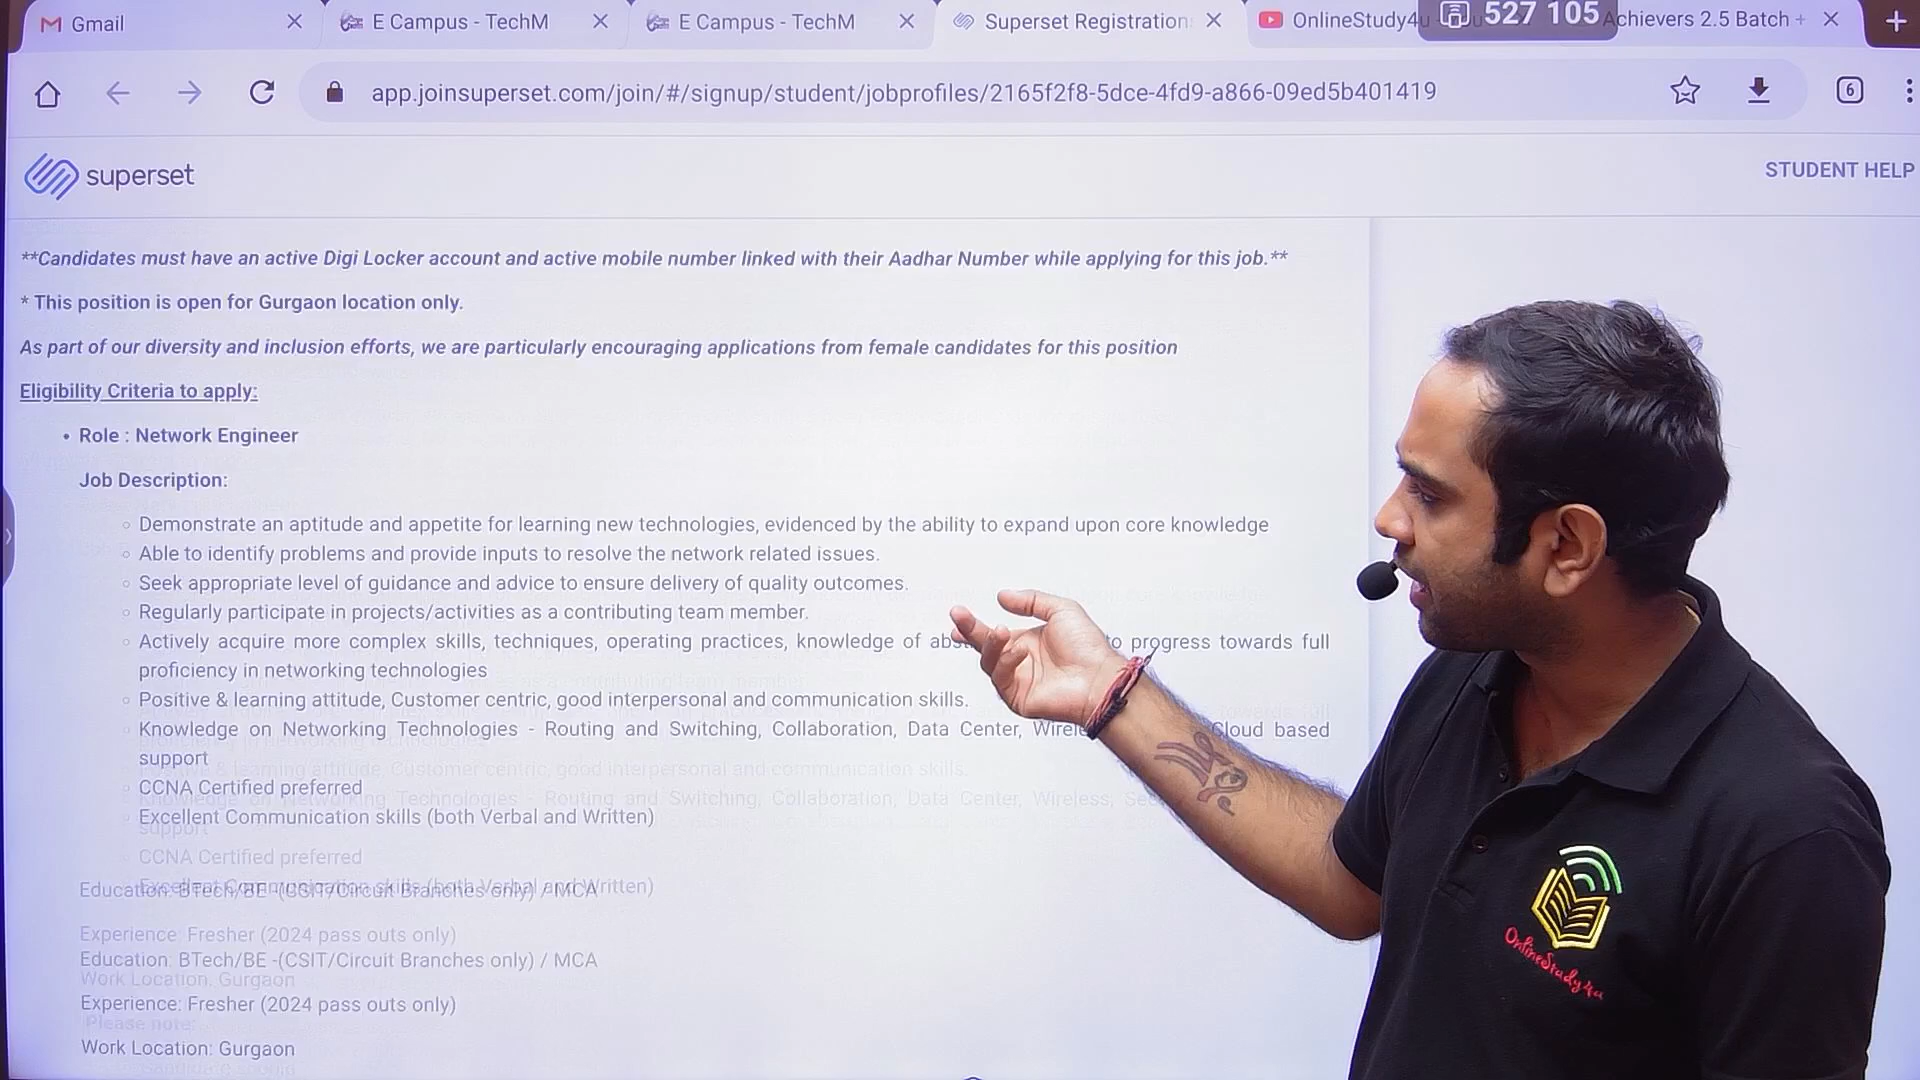 Gmail
E Campus - TechM
E Campus - TechM
Superset Registration
OnlineStudy4u
527 105
Achievers 2.5 Batch +
app.joinsuperset.com/join/#/signup/student/jobprofiles/2165f2f8-5dce-4fd9-a866-09ed5b401419
6
superset
STUDENT HELP
**Candidates must have an active Digi Locker account and active mobile number linked with their Aadhar Number while applying for this job.**
* This position is open for Gurgaon location only.
As part of our diversity and inclusion efforts, we are particularly encouraging applications from female candidates for this position
Eligibility Criteria to apply:
• Role : Network Engineer
Job Description:
◦ Demonstrate an aptitude and appetite for learning new technologies, evidenced by the ability to expand upon core knowledge
◦ Able to identify problems and provide inputs to resolve the network related issues.
◦ Seek appropriate level of guidance and advice to ensure delivery of quality outcomes.
◦ Regularly participate in projects/activities as a contributing team member.
◦ Actively acquire more complex skills, techniques, operating practices, knowledge of to progress towards full
proficiency in networking technologies
◦ Positive & learning attitude, Customer centric, good interpersonal and communication skills.
◦ Knowledge on Networking Technologies - Routing and Switching, Collaboration, Data Center, Cloud based
support
◦ CCNA Certified preferred
◦ Excellent Communication skills (both Verbal and Written)
Education: BTech/BE -(CSIT/Circuit Branches only) / MCA
Experience: Fresher (2024 pass outs only)
Work Location: Gurgaon
OnlineStudy4u